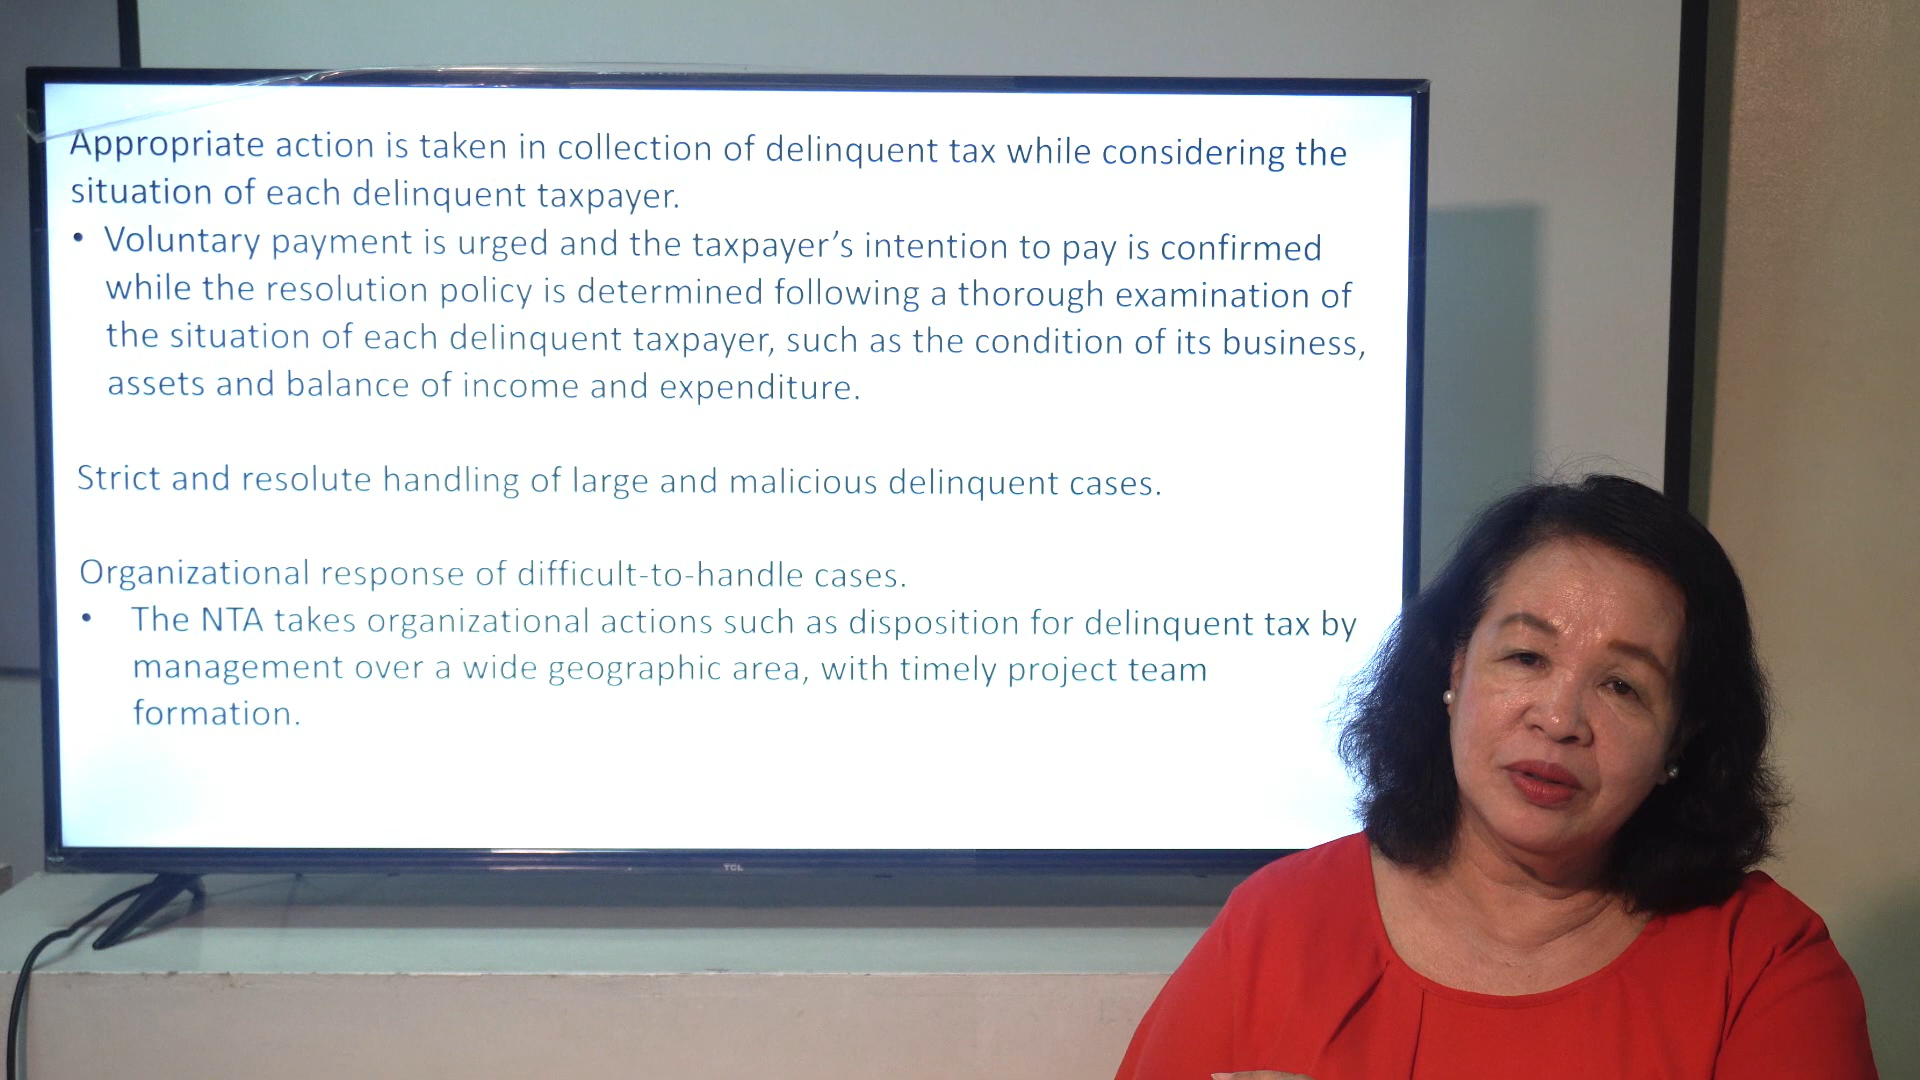 Appropriate action is taken in collection of delinquent tax while considering the
situation of each delinquent taxpayer.
• Voluntary payment is urged and the taxpayer’s intention to pay is confirmed
while the resolution policy is determined following a thorough examination of
the situation of each delinquent taxpayer, such as the condition of its business,
assets and balance of income and expenditure.
Strict and resolute handling of large and malicious delinquent cases.
Organizational response of difficult-to-handle cases.
• The NTA takes organizational actions such as disposition for delinquent tax by
management over a wide geographic area, with timely project team
formation.
TCL